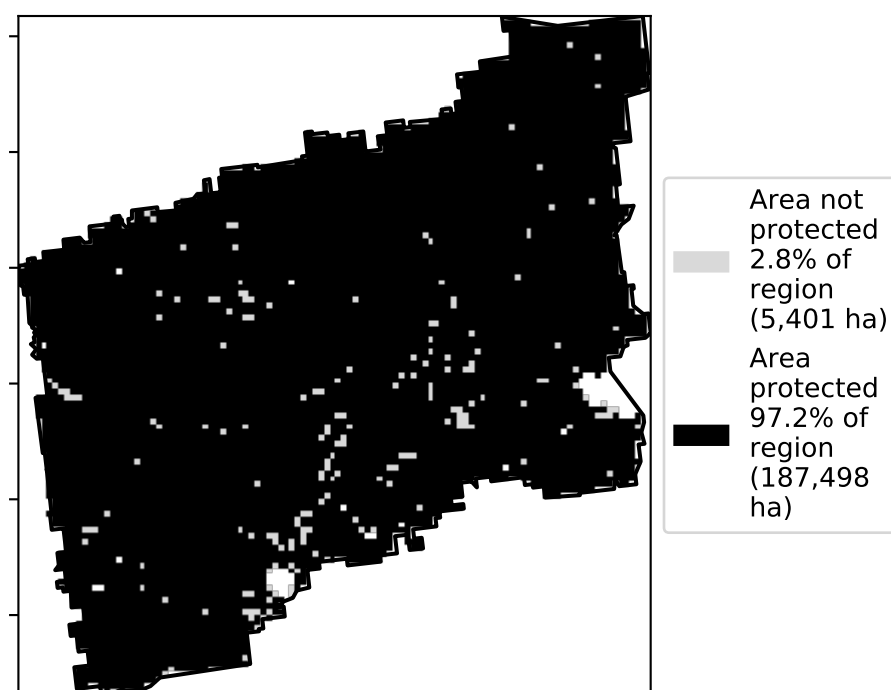 Area not
protected
2.8% of
region
(5,401 ha)
Area
protected
97.2% of
region
(187,498
ha)